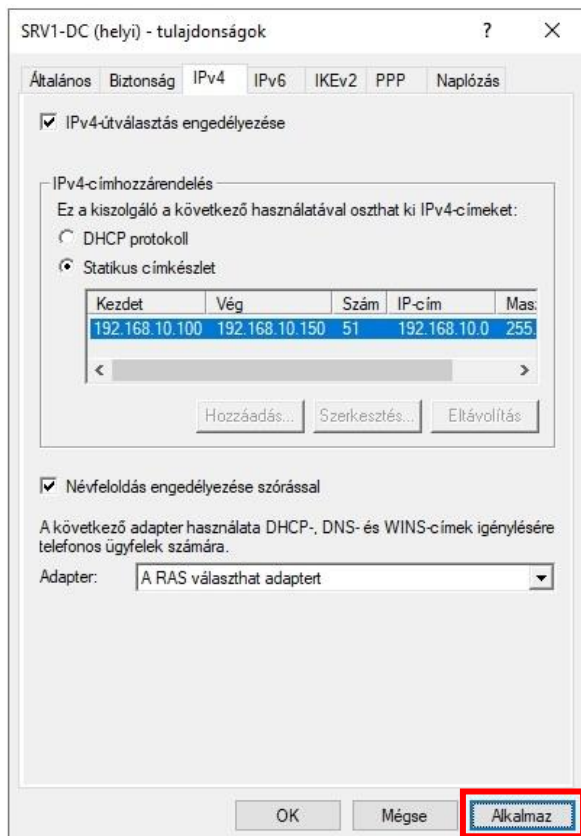 SRV1-DC (helyi) - tulajdonságok ?
Általános Biztonság IPv4 IPv6 IKEv2 PPP Naplózás
IPv4-útválasztás engedélyezése
IPv4-címhozzárendelés
Ez a kiszolgáló a következő használatával oszthat ki IPv4-címeket:
DHCP protokoll
Statikus címkészlet
Kezdet Vég Szám IP-cím Mas
192.168.10.100 192.168.10.150 51 192.168.10.0 255.
Hozzáadás... Szerkesztés... Eltávolítás
Névfeloldás engedélyezése szórással
A következő adapter használata DHCP-, DNS- és WINS-címek igénylésére
telefonos ügyfelek számára.
Adapter: A RAS választhat adaptert
OK Mégse Alkalmaz